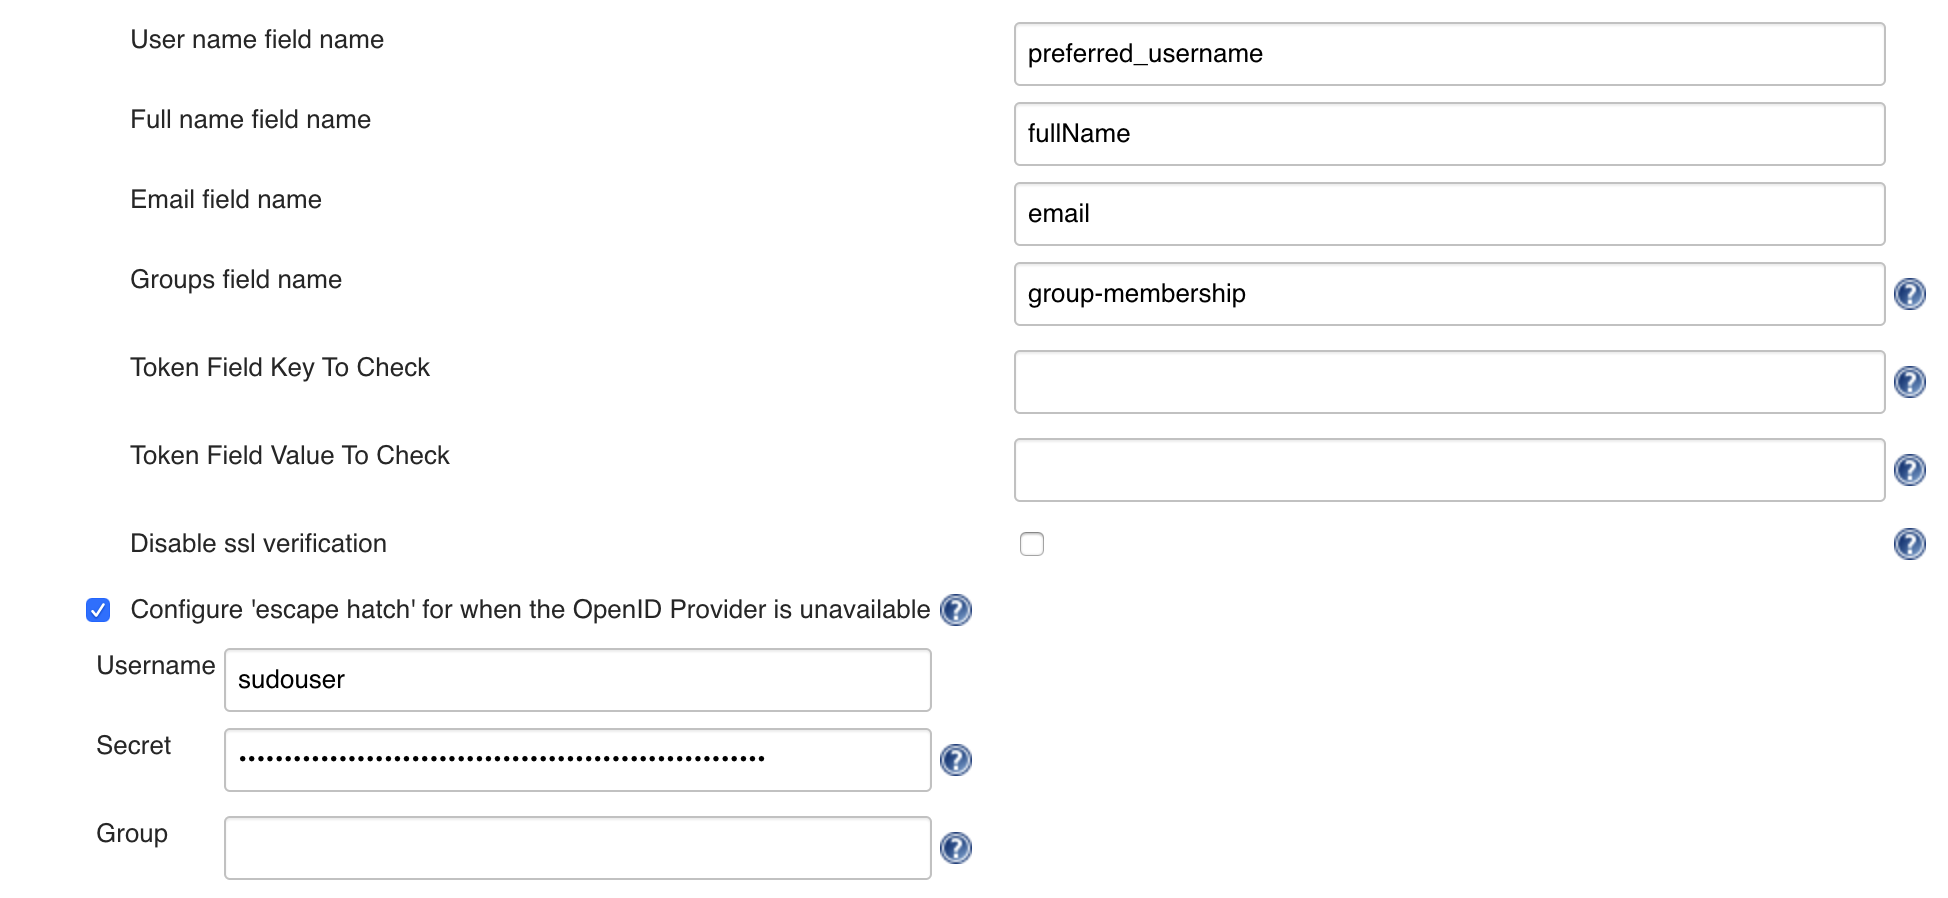 User name field name
preferred_username
Full name field name
fullName
Email field name
email
Groups field name
group-membership
Token Field Key To Check
Token Field Value To Check
Disable ssl verification
Configure 'escape hatch' for when the OpenID Provider is unavailable
Username
sudouser
Secret
Group